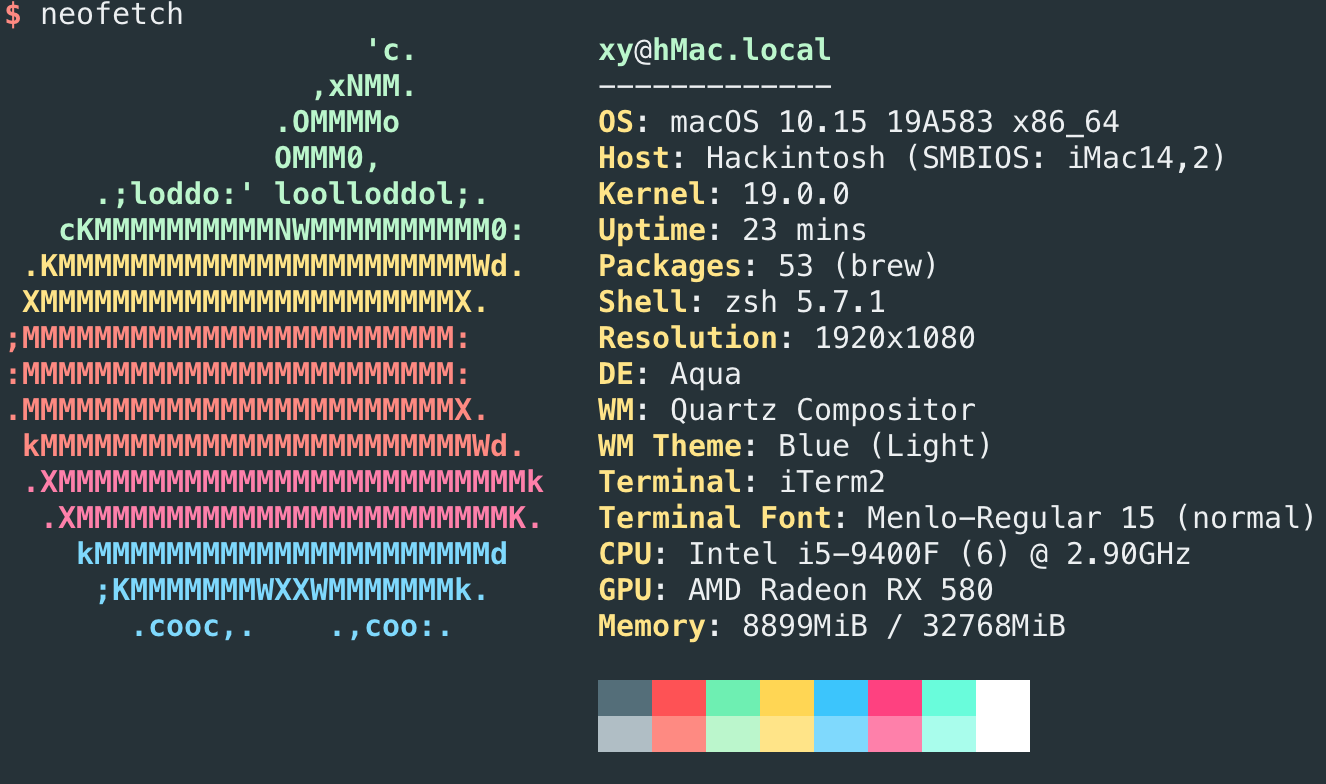 $ neofetch
                    'c.          xy@hMac.local
                 ,xNMM.          -------------
               .OMMMMo           OS: macOS 10.15 19A583 x86_64
               OMMM0,            Host: Hackintosh (SMBIOS: iMac14,2)
     .;loddo:' loolloddol;.      Kernel: 19.0.0
   cKMMMMMMMMMMNWMMMMMMMMMM0:    Uptime: 23 mins
 .KMMMMMMMMMMMMMMMMMMMMMMMWd.    Packages: 53 (brew)
 XMMMMMMMMMMMMMMMMMMMMMMMX.      Shell: zsh 5.7.1
;MMMMMMMMMMMMMMMMMMMMMMMM:       Resolution: 1920x1080
:MMMMMMMMMMMMMMMMMMMMMMMM:       DE: Aqua
.MMMMMMMMMMMMMMMMMMMMMMMMX.      WM: Quartz Compositor
 kMMMMMMMMMMMMMMMMMMMMMMMMWd.    WM Theme: Blue (Light)
 .XMMMMMMMMMMMMMMMMMMMMMMMMMMk   Terminal: iTerm2
  .XMMMMMMMMMMMMMMMMMMMMMMMMK.   Terminal Font: Menlo-Regular 15 (normal)
    kMMMMMMMMMMMMMMMMMMMMMMd     CPU: Intel i5-9400F (6) @ 2.90GHz
     ;KMMMMMMMWXXWMMMMMMMk.      GPU: AMD Radeon RX 580
       .cooc,.    .,coo:.        Memory: 8899MiB / 32768MiB